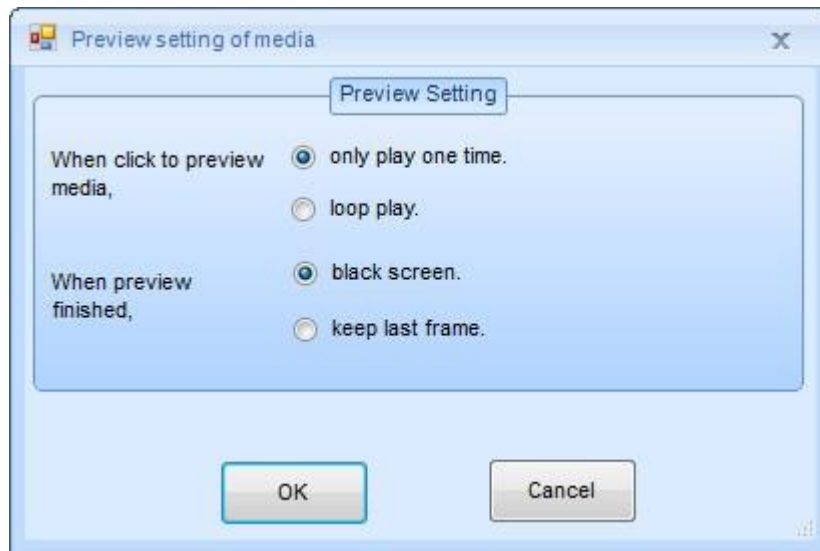 Preview setting of media
Preview Setting
When click to preview
media,
only play one time.
loop play.
When preview
finished,
black screen.
keep last frame.
OK
Cancel